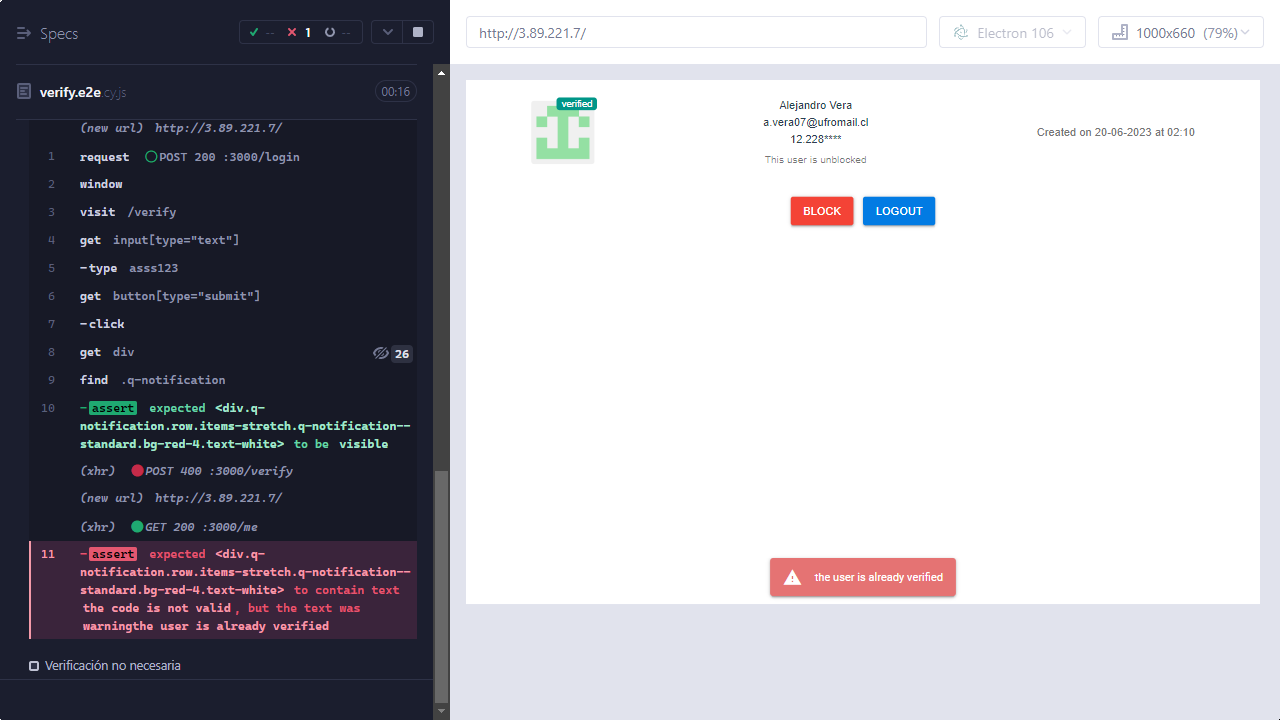 Specs
-- 1 --
verify.e2e.cy.js 00:16
(new url) http://3.89.221.7/
1 request POST 200 :3000/login
2 window
3 visit /verify
4 get input[type="text"]
5 -type asss123
6 get button[type="submit"]
7 -click
8 get div 26
9 find .q-notification
10 -assert expected <div.q-
notification.row.items-stretch.q-notification--
standard.bg-red-4.text-white> to be visible
(xhr) POST 400 :3000/verify
(new url) http://3.89.221.7/
(xhr) GET 200 :3000/me
11 -assert expected <div.q-
notification.row.items-stretch.q-notification--
standard.bg-red-4.text-white> to contain text
the code is not valid, but the text was
warningthe user is already verified
Verificación no necesaria
http://3.89.221.7/
Electron 106
1000x660 (79%)
verified
Alejandro Vera
a.vera07@ufromail.cl
12.228****
This user is unblocked
Created on 20-06-2023 at 02:10
BLOCK
LOGOUT
the user is already verified